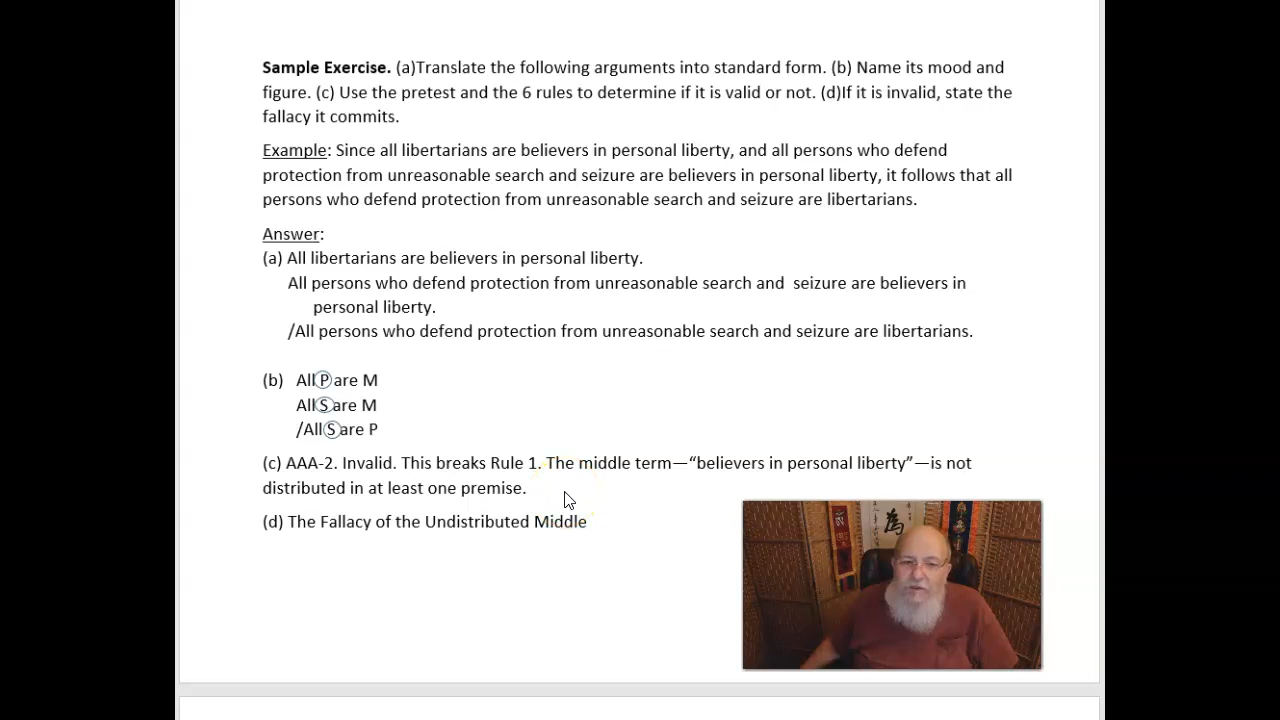 Sample Exercise. (a)Translate the following arguments into standard form. (b) Name its mood and
figure. (c) Use the pretest and the 6 rules to determine if it is valid or not. (d)If it is invalid, state the
fallacy it commits.
Example: Since all libertarians are believers in personal liberty, and all persons who defend
protection from unreasonable search and seizure are believers in personal liberty, it follows that all
persons who defend protection from unreasonable search and seizure are libertarians.
Answer:
(a) All libertarians are believers in personal liberty.
All persons who defend protection from unreasonable search and  seizure are believers in
personal liberty.
/All persons who defend protection from unreasonable search and seizure are libertarians.
(b) All P are M
All S are M
/All S are P
(c) AAA-2. Invalid. This breaks Rule 1. The middle term—“believers in personal liberty”—is not
distributed in at least one premise.
(d) The Fallacy of the Undistributed Middle
為